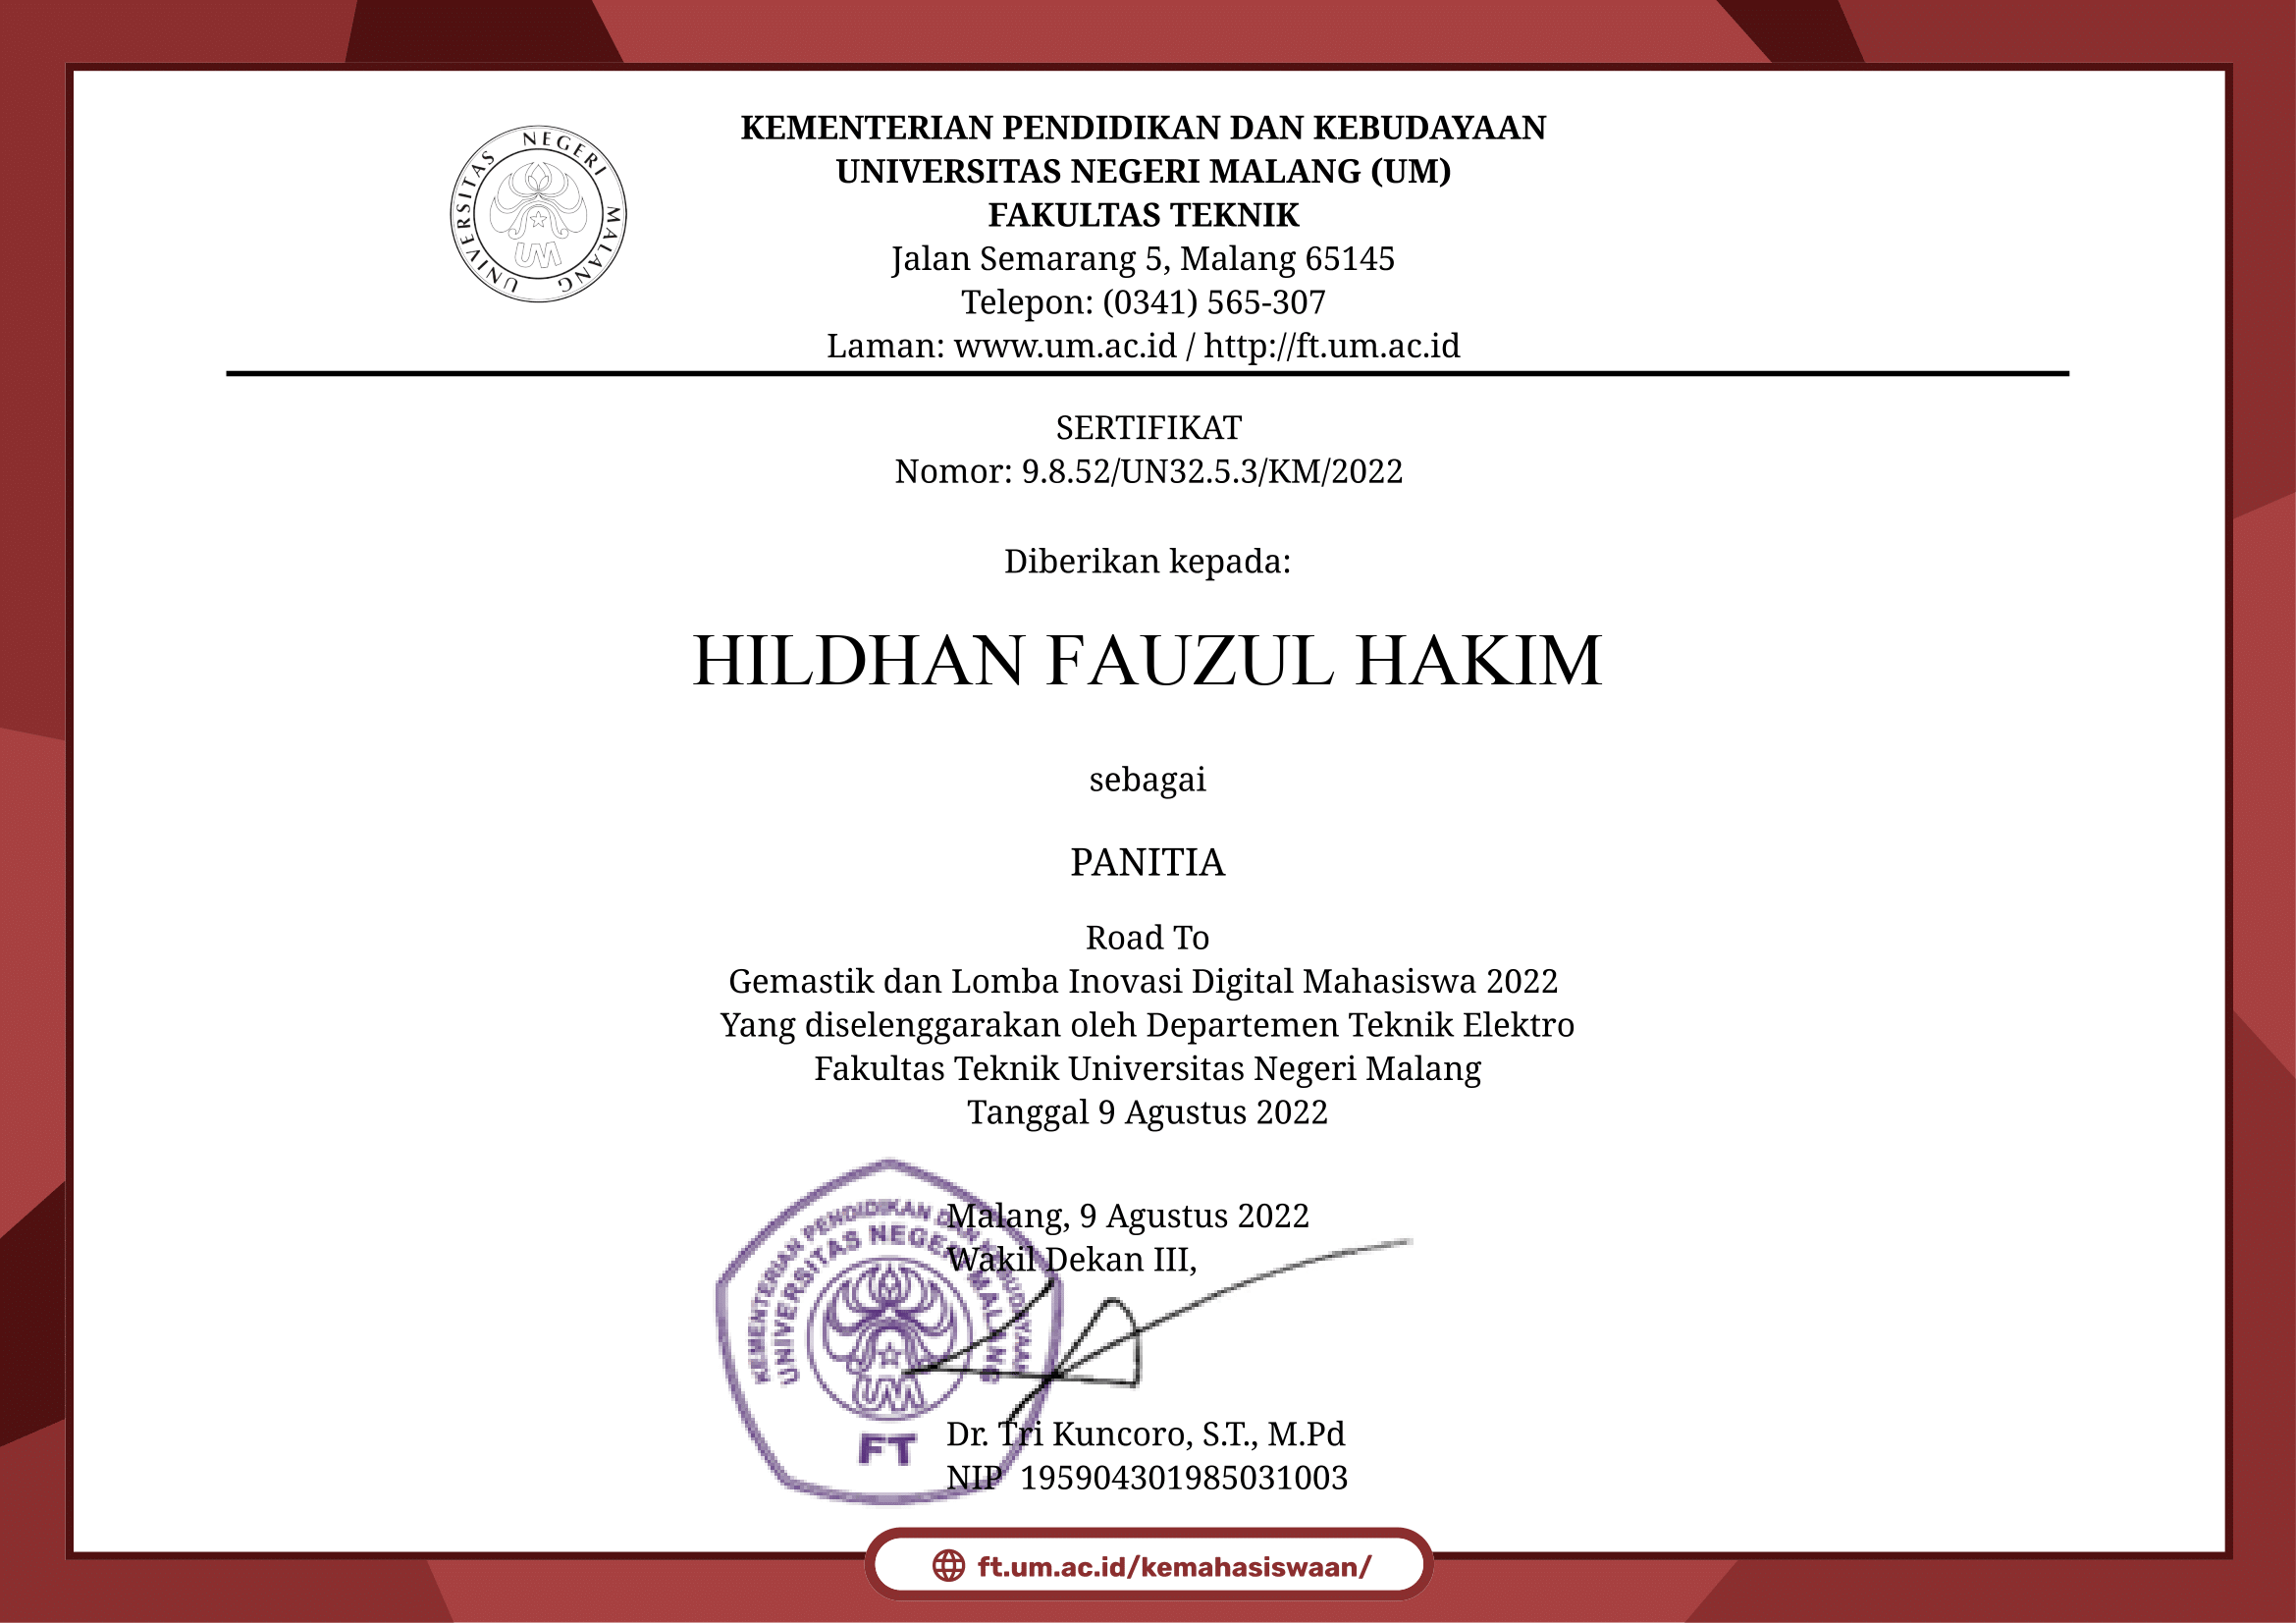 UNIVERSITAS NEGERI MALANG
UM
KEMENTERIAN PENDIDIKAN DAN KEBUDAYAAN
UNIVERSITAS NEGERI MALANG (UM)
FAKULTAS TEKNIK
Jalan Semarang 5, Malang 65145
Telepon: (0341) 565-307
Laman: www.um.ac.id / http://ft.um.ac.id
SERTIFIKAT
Nomor: 9.8.52/UN32.5.3/KM/2022
Diberikan kepada:
HILDHAN FAUZUL HAKIM
sebagai
PANITIA
Road To
Gemastik dan Lomba Inovasi Digital Mahasiswa 2022
Yang diselenggarakan oleh Departemen Teknik Elektro
Fakultas Teknik Universitas Negeri Malang
Tanggal 9 Agustus 2022
Malang, 9 Agustus 2022
Wakil Dekan III,
KEMENTERIAN PENDIDIKAN DAN KEBUDAYAAN
UNIVERSITAS NEGERI MALANG
UM
FT
Dr. Tri Kuncoro, S.T., M.Pd
NIP 195904301985031003
ft.um.ac.id/kemahasiswaan/